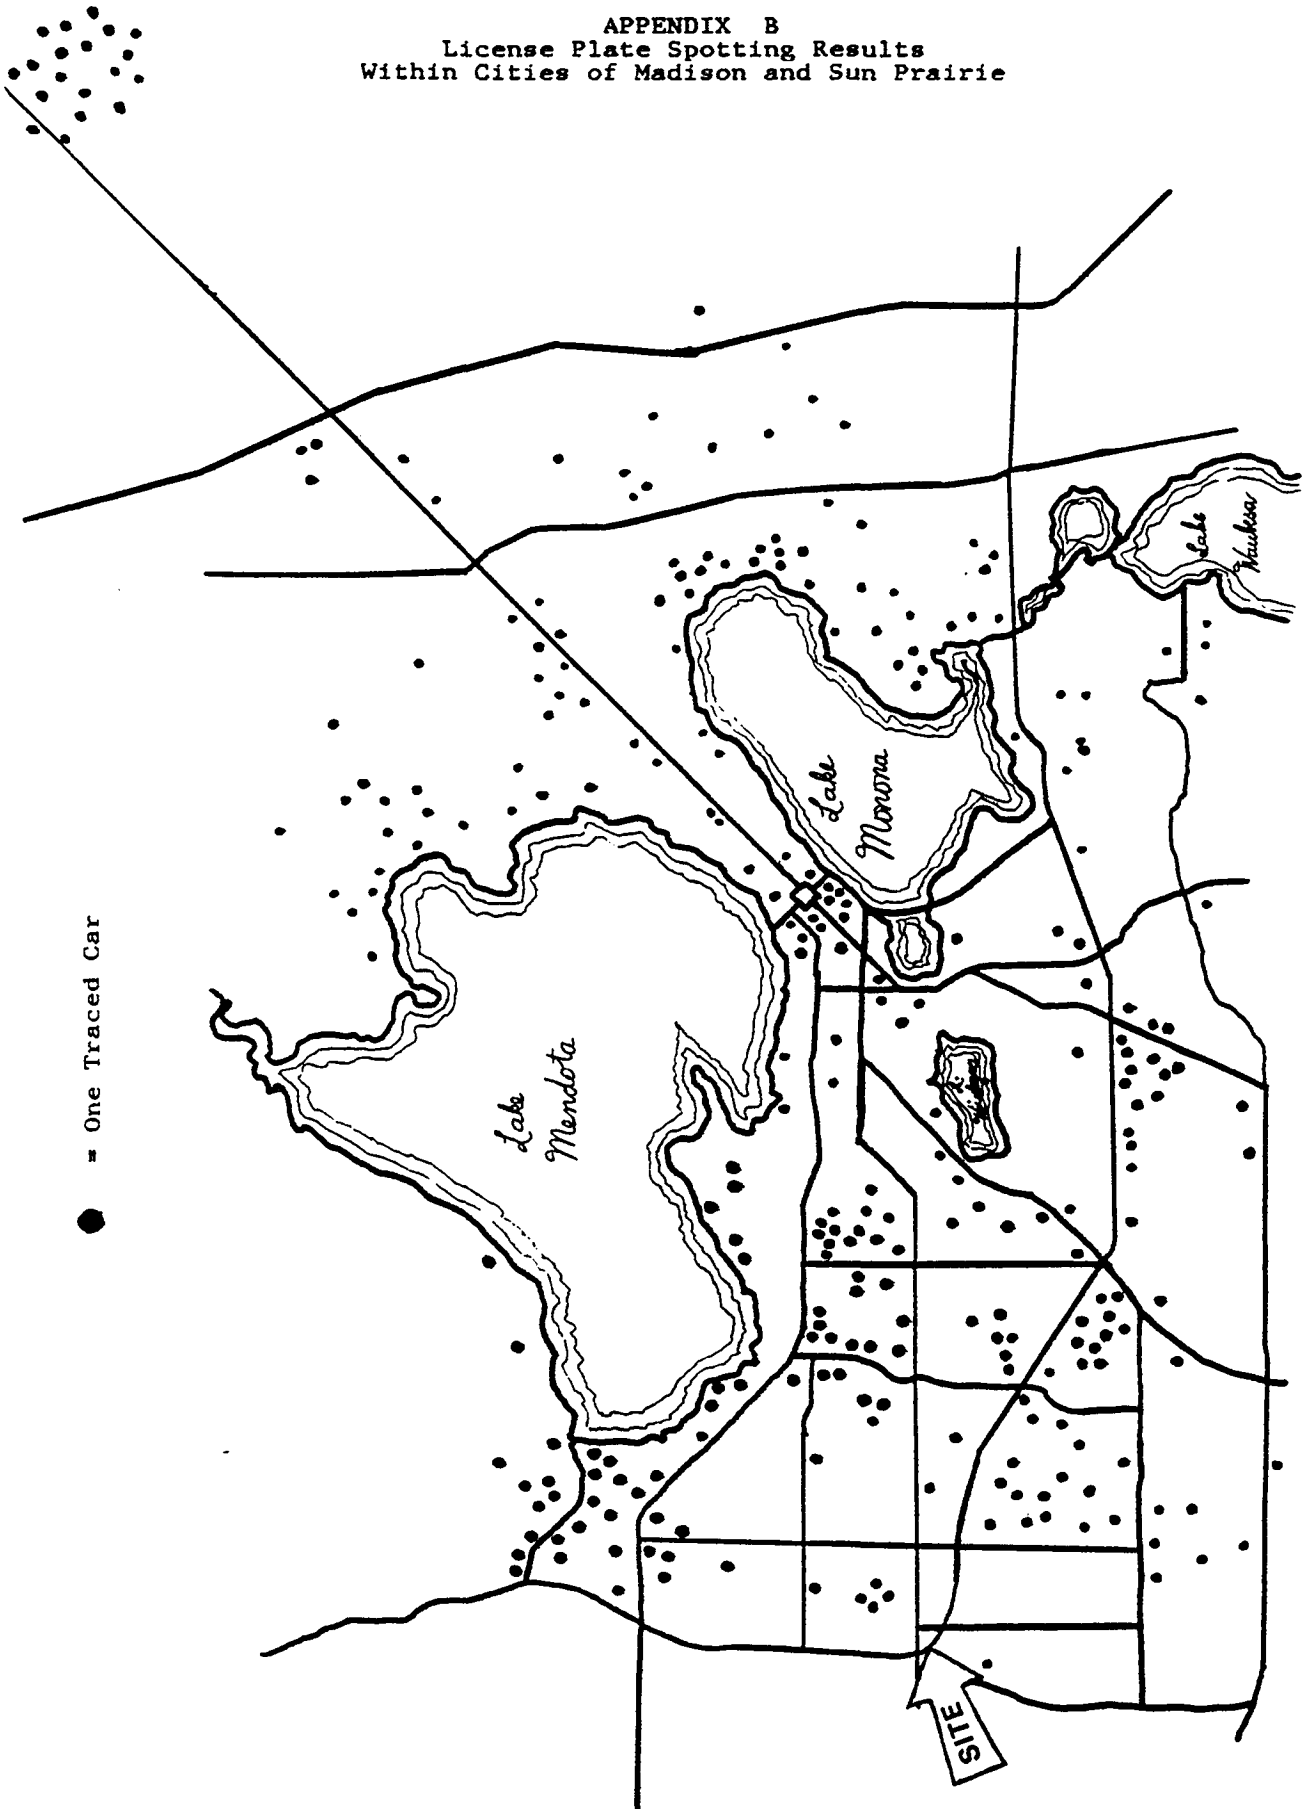 APPENDIX B
License Plate Spotting Results
Within Cities of Madison and Sun Prairie
= One Traced Car
Lake
Mendota
Lake
Monona
Lake
Waubesa
L.
SITE